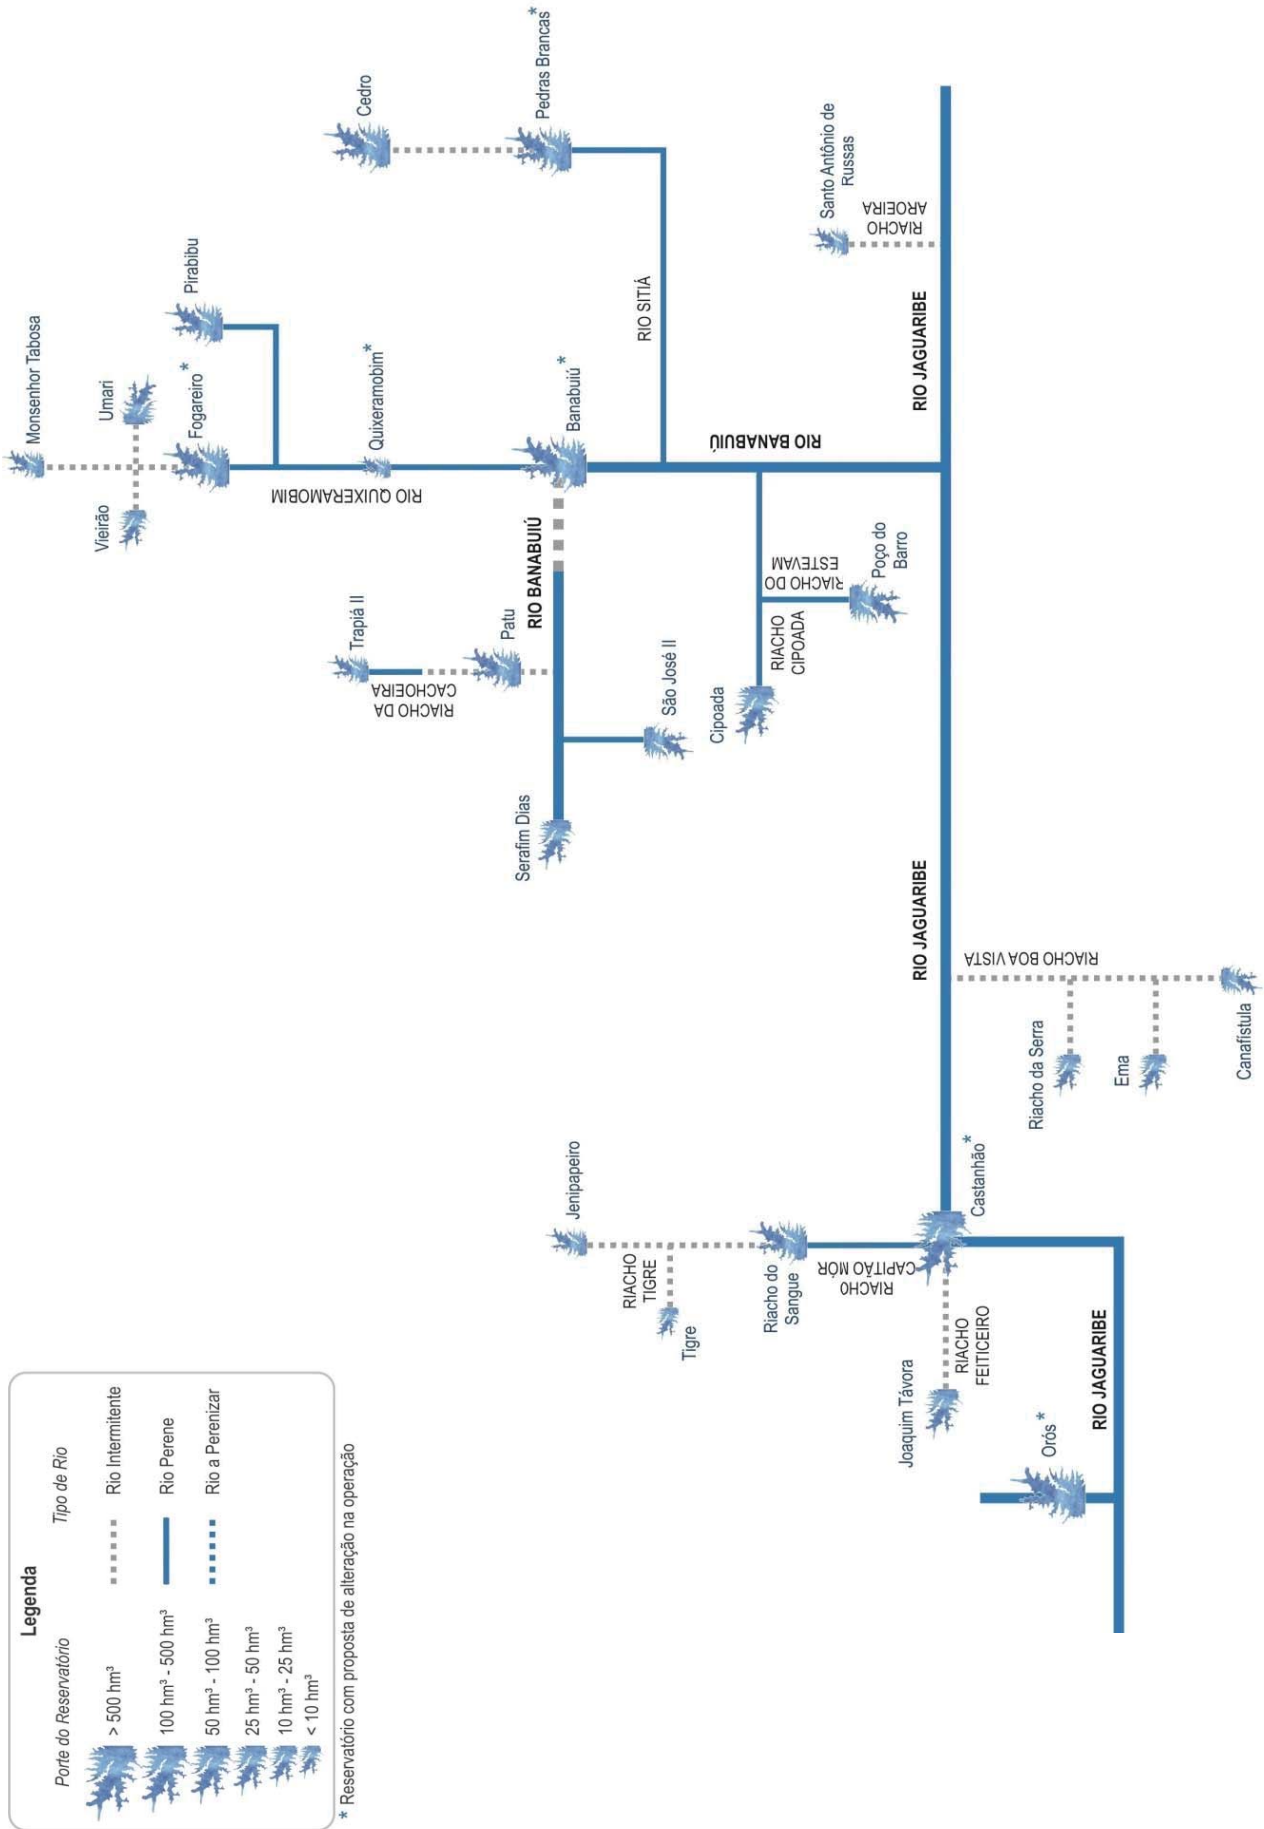 Legenda
Porte do Reservatório
Tipo de Rio
> 500 hm³
100 hm³ - 500 hm³
50 hm³ - 100 hm³
25 hm³ - 50 hm³
10 hm³ - 25 hm³
< 10 hm³
Rio Intermitente
Rio Perene
Rio a Perenizar
* Reservatório com proposta de alteração na operação
Monsenhor Tabosa
Vieirão
Umari
Fogareiro *
Pirabibu
RIO QUIXERAMOBIM
Quixeramobim *
Cedro
Pedras Brancas *
RIO SITIÁ
Trapiá II
RIACHO DA
CACHOEIRA
Patu
RIO BANABUIÚ
Banabuiú *
Serafim Dias
São José II
RIO BANABUIÚ
Cipoada
RIACHO
CIPOADA
RIACHO DO
ESTEVAM
Poço do
Barro
Santo Antônio de
Russas
RIACHO
AROEIRA
RIO JAGUARIBE
RIO JAGUARIBE
Jenipapeiro
RIACHO
TIGRE
Tigre
Riacho do
Sangue
RIACHO
CAPITÃO MÓR
Castanhão *
Joaquim Távora
RIACHO
FEITICEIRO
RIACHO BOA VISTA
Riacho da Serra
Ema
Canafístula
Orós *
RIO JAGUARIBE